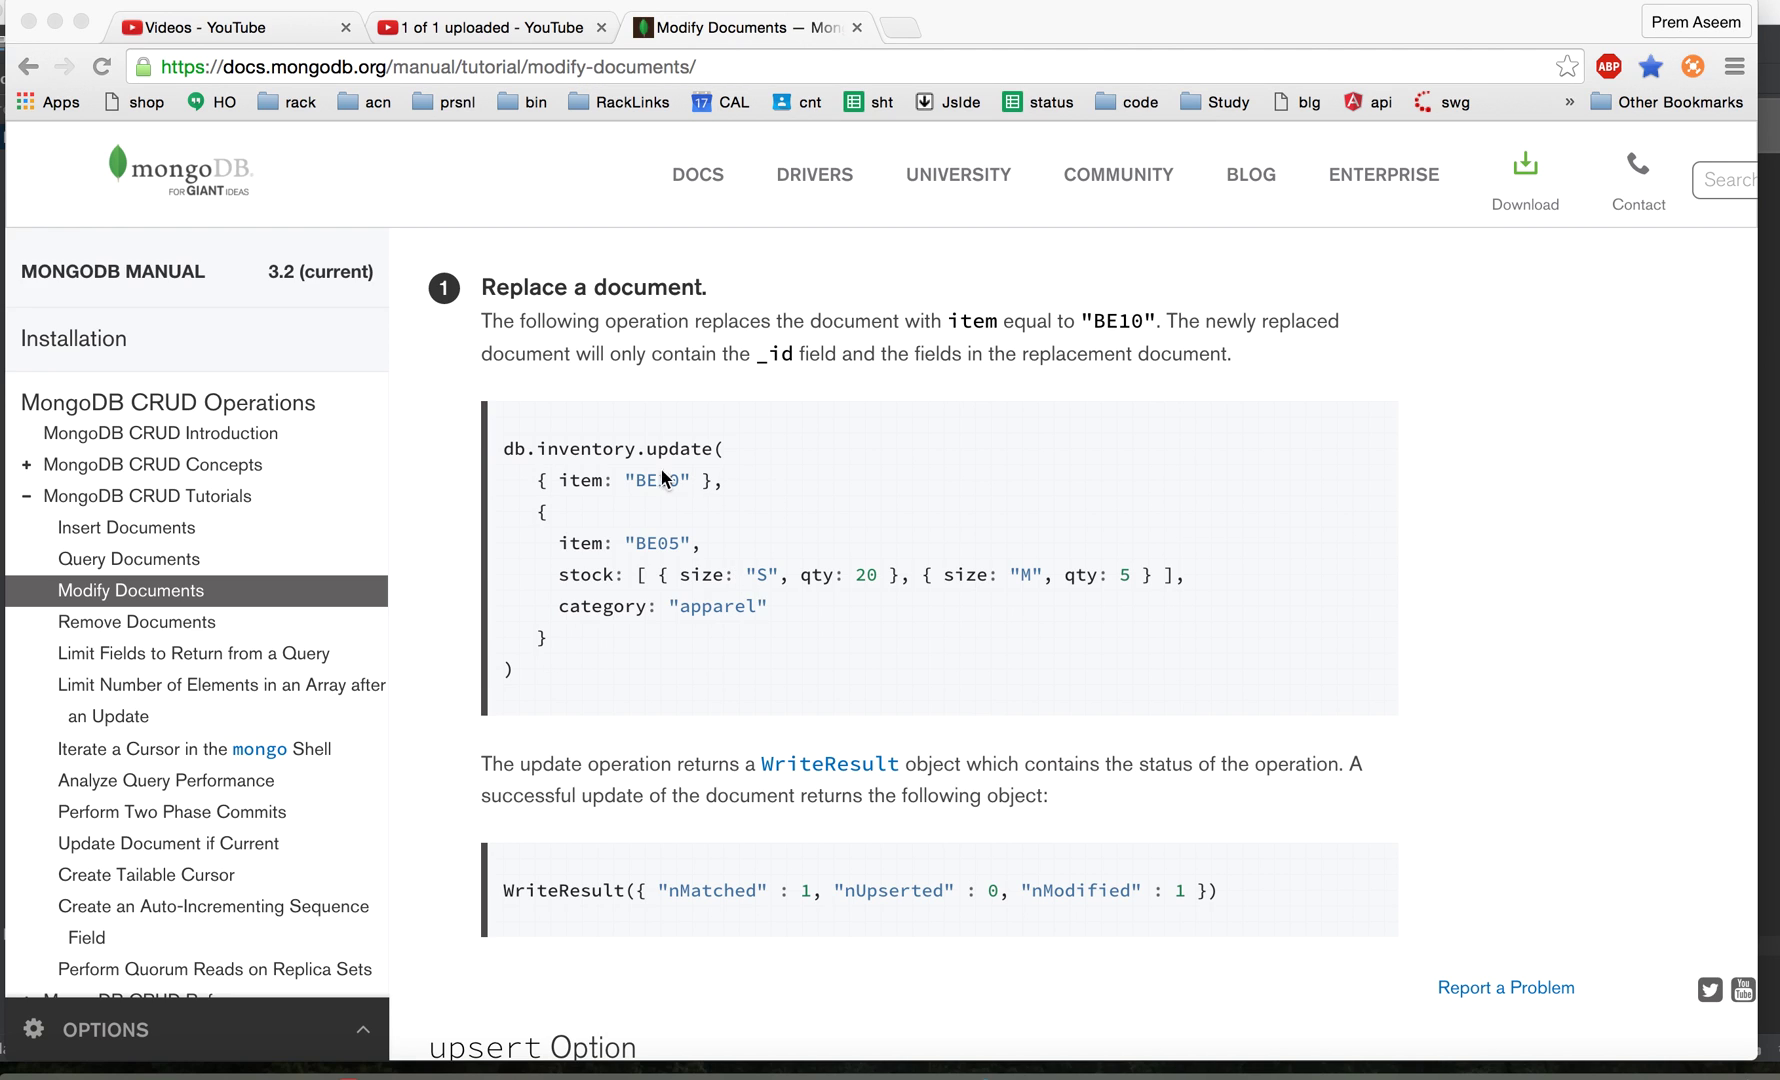 Prem Aseem
Videos - YouTube
1 of 1 uploaded - YouTube
Modify Documents — Mon
https://docs.mongodb.org/manual/tutorial/modify-documents/
ABP
Apps shop HO rack acn prsnl bin RackLinks 17 CAL cnt sht JsIde status code Study blg api swg » Other Bookmarks
mongoDB.
FOR GIANT IDEAS
DOCS DRIVERS UNIVERSITY COMMUNITY BLOG ENTERPRISE
Download
Contact
Search
MONGODB MANUAL 3.2 (current)
Installation
MongoDB CRUD Operations
MongoDB CRUD Introduction
+ MongoDB CRUD Concepts
– MongoDB CRUD Tutorials
Insert Documents
Query Documents
Modify Documents
Remove Documents
Limit Fields to Return from a Query
Limit Number of Elements in an Array after
an Update
Iterate a Cursor in the mongo Shell
Analyze Query Performance
Perform Two Phase Commits
Update Document if Current
Create Tailable Cursor
Create an Auto-Incrementing Sequence
Field
Perform Quorum Reads on Replica Sets
OPTIONS
1 Replace a document.
The following operation replaces the document with item equal to "BE10". The newly replaced
document will only contain the _id field and the fields in the replacement document.
db.inventory.update(
{ item: "BE10" },
{
item: "BE05",
stock: [ { size: "S", qty: 20 }, { size: "M", qty: 5 } ],
category: "apparel"
}
)
The update operation returns a WriteResult object which contains the status of the operation. A
successful update of the document returns the following object:
WriteResult({ "nMatched" : 1, "nUpserted" : 0, "nModified" : 1 })
Report a Problem
You
Tube
upsert Option